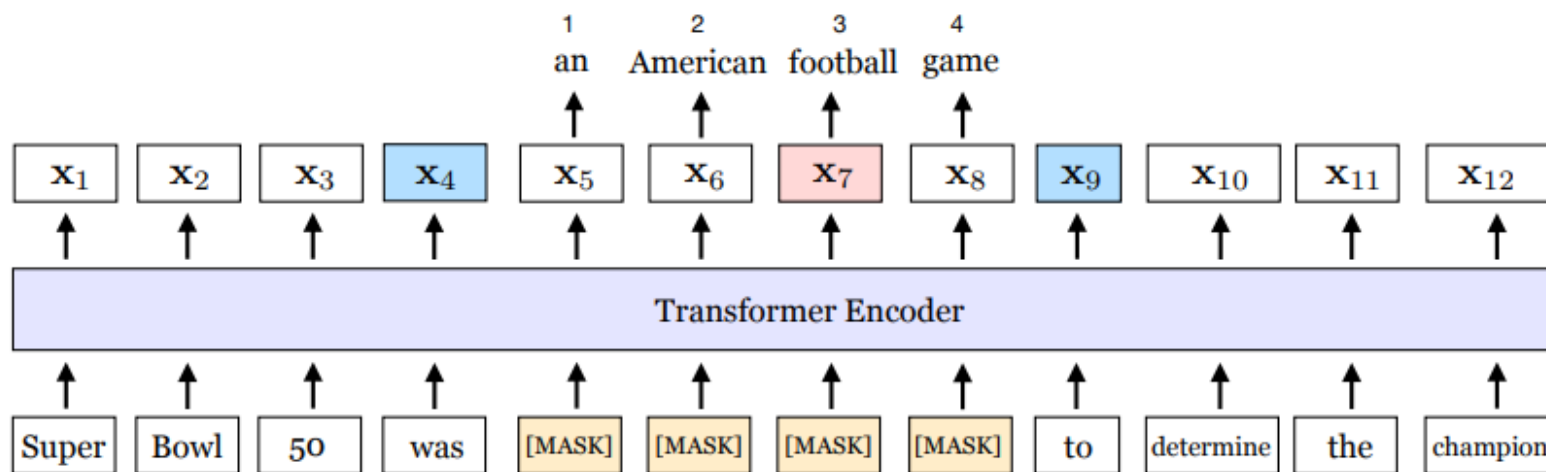 1 2 3 4
an American football game
x₁ x₂ x₃ x₄ x₅ x₆ x₇ x₈ x₉ x₁₀ x₁₁ x₁₂
Transformer Encoder
Super Bowl 50 was [MASK] [MASK] [MASK] [MASK] to determine the champion